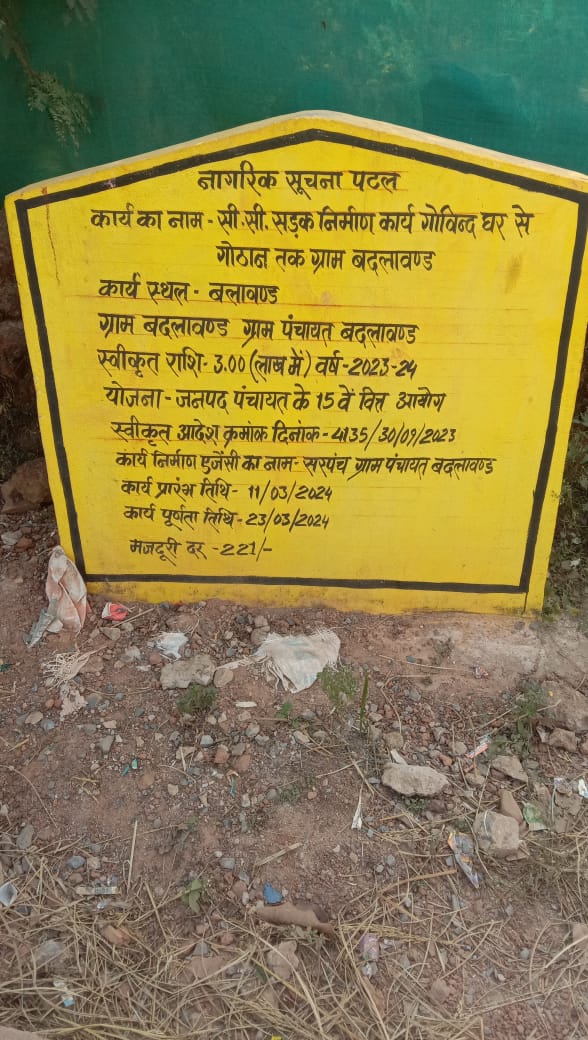 नागरिक सूचना पटल
कार्य का नाम - सी.सी. सड़क निर्माण कार्य गोविन्द घर से
गोठान तक ग्राम बदलावण्ड
कार्य स्थल - बलावण्ड
ग्राम बदलावण्ड ग्राम पंचायत बदलावण्ड
स्वीकृत राशि - 3.00 (लाख में) वर्ष - 2023-24
योजना - जनपद पंचायत के 15 वें वित्त आयोग
स्वीकृत आदेश क्रमांक दिनांक - 4135/30/09/2023
कार्य निर्माण एजेंसी का नाम - सरपंच ग्राम पंचायत बदलावण्ड
कार्य प्रारंभ तिथि - 11/03/2024
कार्य पूर्णता तिथि - 23/03/2024
मजदूरी दर - 221/-